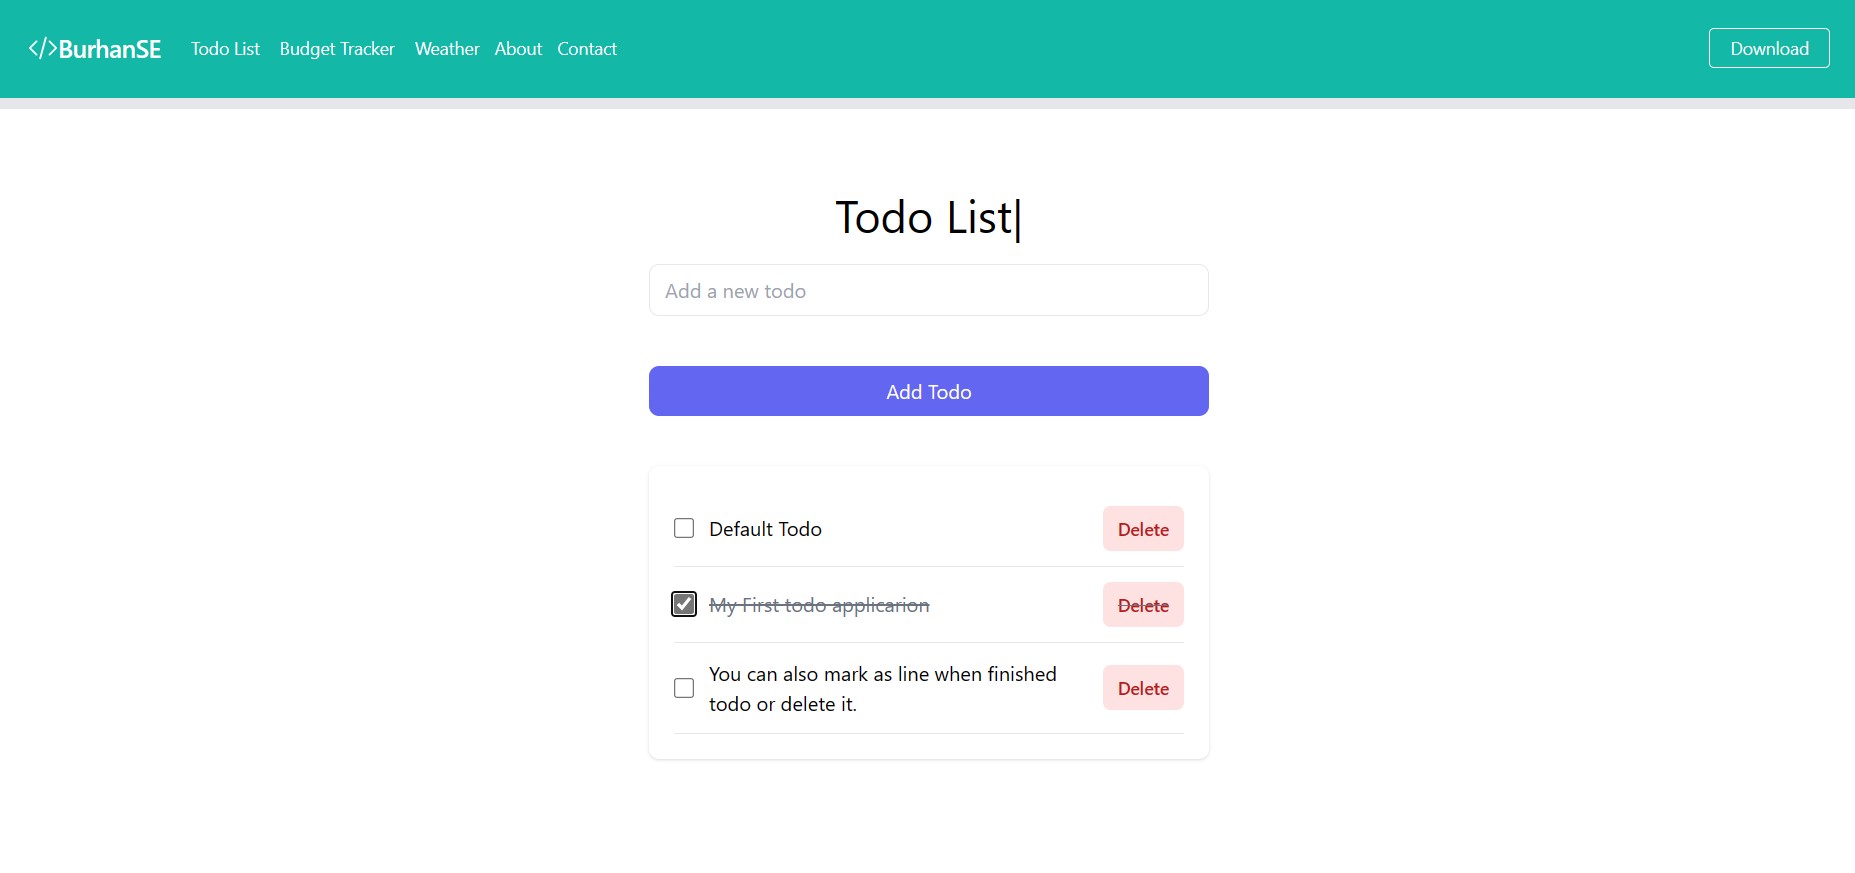 </>BurhanSE Todo List Budget Tracker Weather About Contact Download
Todo List|
Add a new todo
Add Todo
Default Todo Delete
My First todo applicarion Delete
You can also mark as line when finished
todo or delete it.
Delete